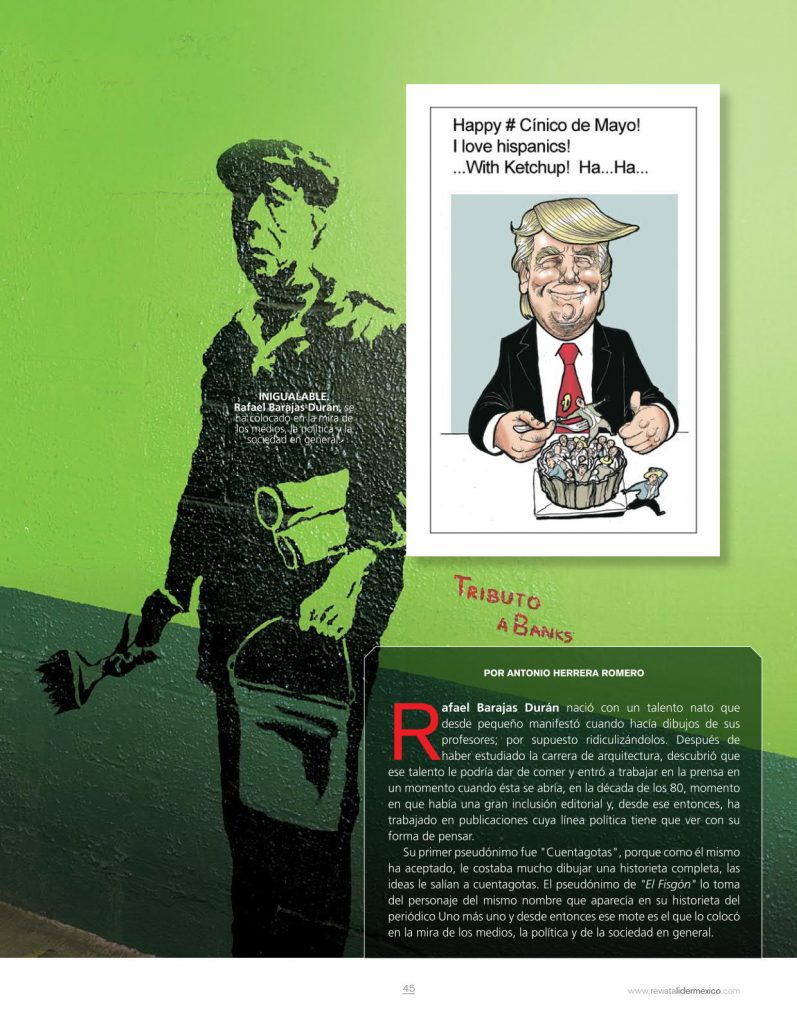 Happy # Cínico de Mayo!
I love hispanics!
...With Ketchup!  Ha...Ha...
INIGUALABLE.
Rafael Barajas Durán, se
ha colocado en la mira de
los medios, la política y la
sociedad en general.
TRIBUTO
A BANKS
POR ANTONIO HERRERA ROMERO
Rafael Barajas Durán nació con un talento nato que
desde pequeño manifestó cuando hacía dibujos de sus
profesores; por supuesto ridiculizándolos. Después de
haber estudiado la carrera de arquitectura, descubrió que
ese talento le podría dar de comer y entró a trabajar en la prensa en
un momento cuando ésta se abría, en la década de los 80, momento
en que había una gran inclusión editorial y, desde ese entonces, ha
trabajado en publicaciones cuya línea política tiene que ver con su
forma de pensar.
Su primer pseudónimo fue "Cuentagotas", porque como él mismo
ha aceptado, le costaba mucho dibujar una historieta completa, las
ideas le salían a cuentagotas. El pseudónimo de "El Fisgón" lo toma
del personaje del mismo nombre que aparecía en su historieta del
periódico Uno más uno y desde entonces ese mote es el que lo colocó
en la mira de los medios, la política y de la sociedad en general.
45
www.revistalidermexico.com